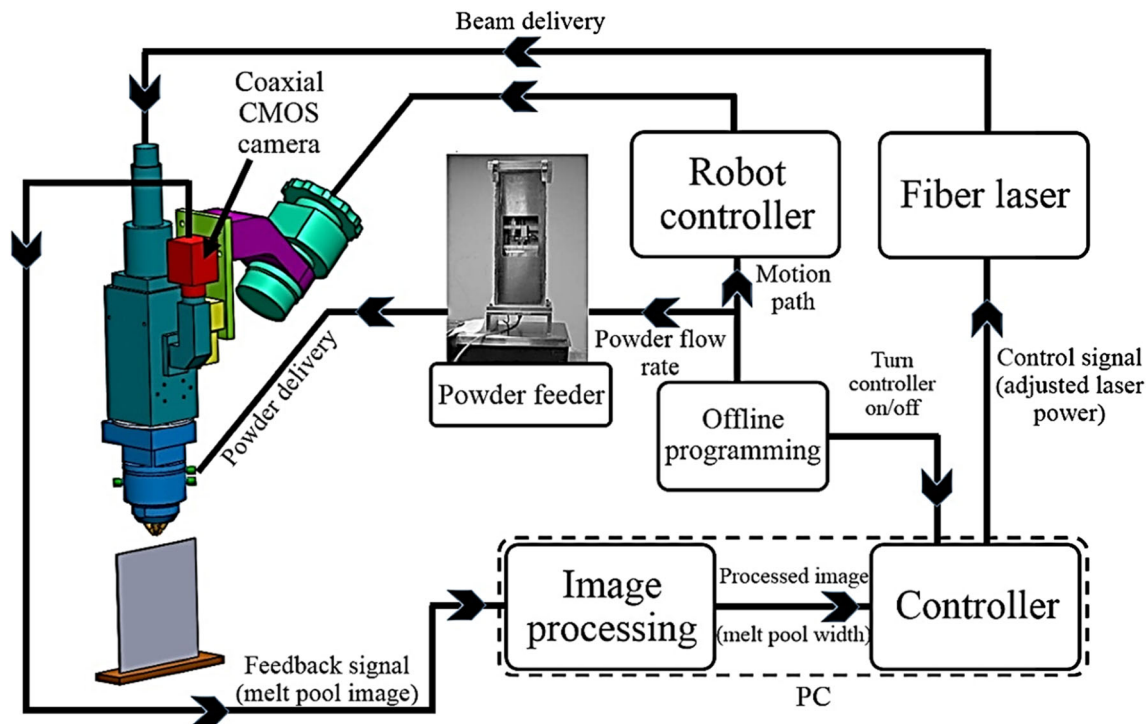 Beam delivery
Coaxial
CMOS
camera
Robot
controller
Fiber laser
Motion
path
Powder flow
rate
Powder delivery
Powder feeder
Turn
controller
on/off
Control signal
(adjusted laser
power)
Offline
programming
Image
processing
Processed image
(melt pool width)
Controller
Feedback signal
(melt pool image)
PC